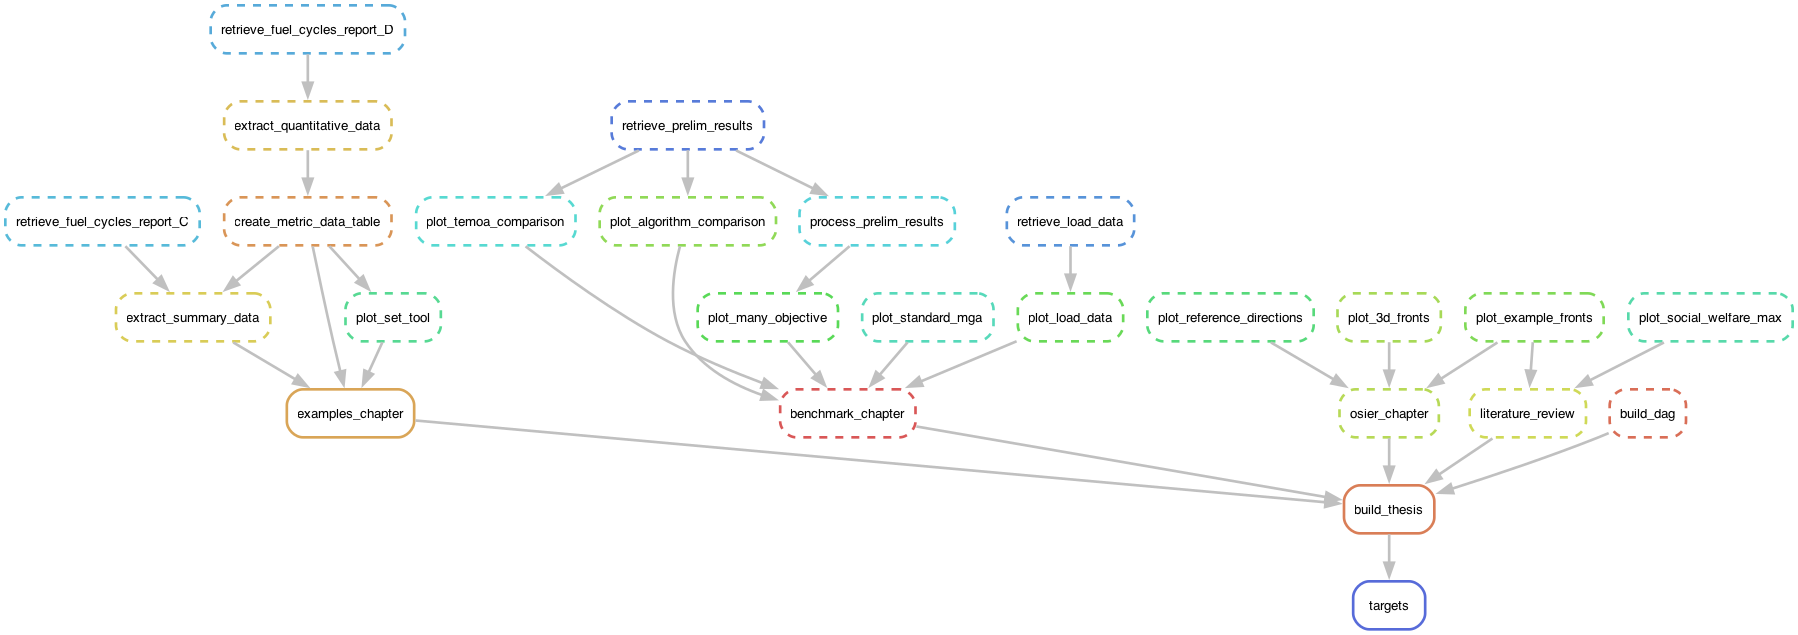 retrieve_fuel_cycles_report_D
extract_quantitative_data
retrieve_prelim_results
retrieve_fuel_cycles_report_C
create_metric_data_table
plot_temoa_comparison
plot_algorithm_comparison
process_prelim_results
retrieve_load_data
extract_summary_data
plot_set_tool
plot_many_objective
plot_standard_mga
plot_load_data
plot_reference_directions
plot_3d_fronts
plot_example_fronts
plot_social_welfare_max
examples_chapter
benchmark_chapter
osier_chapter
literature_review
build_dag
build_thesis
targets